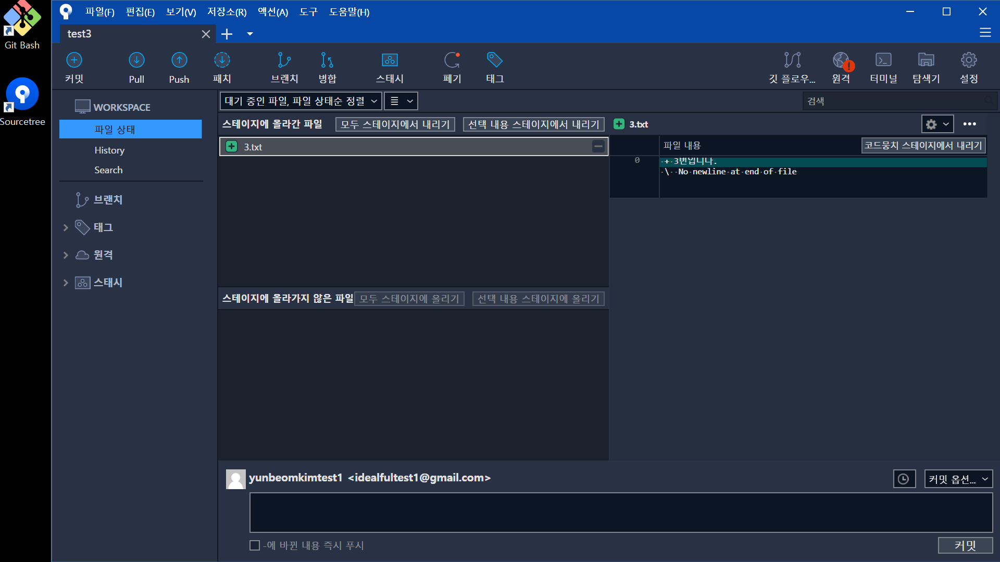 Git Bash
Sourcetree
파일(F) 편집(E) 보기(V) 저장소(R) 액션(A) 도구 도움말(H)
test3
커밋 Pull Push 패치 브랜치 병합 스태시 폐기 태그 깃 플로우... 원격 터미널 탐색기 설정
WORKSPACE
파일 상태
History
Search
브랜치
태그
원격
스태시
대기 중인 파일, 파일 상태순 정렬
검색
스테이지에 올라간 파일 모두 스테이지에서 내리기 선택 내용 스테이지에서 내리기
3.txt
스테이지에 올라가지 않은 파일 모두 스테이지에 올리기 선택 내용 스테이지에 올리기
3.txt
파일 내용 코드뭉치 스테이지에서 내리기
0 + 3번입니다.
\ No newline at end of file
yunbeomkimtest1 <idealfultest1@gmail.com>
커밋 옵션...
-에 바뀐 내용 즉시 푸시
커밋